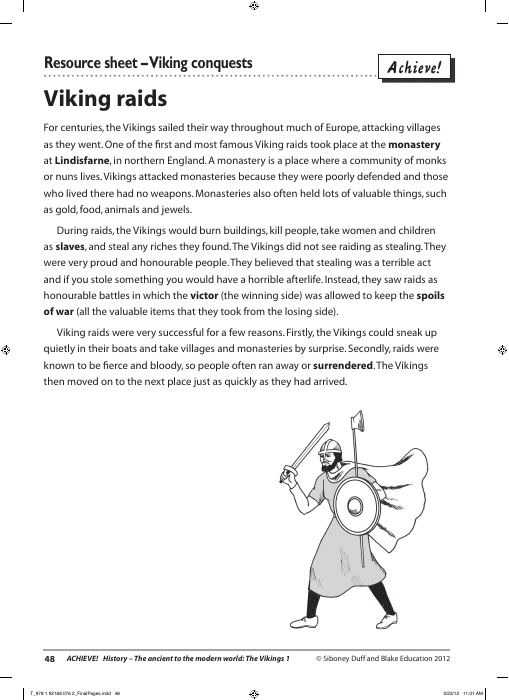 Resource sheet – Viking conquests
Achieve!
Viking raids
For centuries, the Vikings sailed their way throughout much of Europe, attacking villages
as they went. One of the first and most famous Viking raids took place at the monastery
at Lindisfarne, in northern England. A monastery is a place where a community of monks
or nuns lives. Vikings attacked monasteries because they were poorly defended and those
who lived there had no weapons. Monasteries also often held lots of valuable things, such
as gold, food, animals and jewels.
During raids, the Vikings would burn buildings, kill people, take women and children
as slaves, and steal any riches they found. The Vikings did not see raiding as stealing. They
were very proud and honourable people. They believed that stealing was a terrible act
and if you stole something you would have a horrible afterlife. Instead, they saw raids as
honourable battles in which the victor (the winning side) was allowed to keep the spoils
of war (all the valuable items that they took from the losing side).
Viking raids were very successful for a few reasons. Firstly, the Vikings could sneak up
quietly in their boats and take villages and monasteries by surprise. Secondly, raids were
known to be fierce and bloody, so people often ran away or surrendered. The Vikings
then moved on to the next place just as quickly as they had arrived.
48 ACHIEVE! History – The ancient to the modern world: The Vikings 1 © Siboney Duff and Blake Education 2012